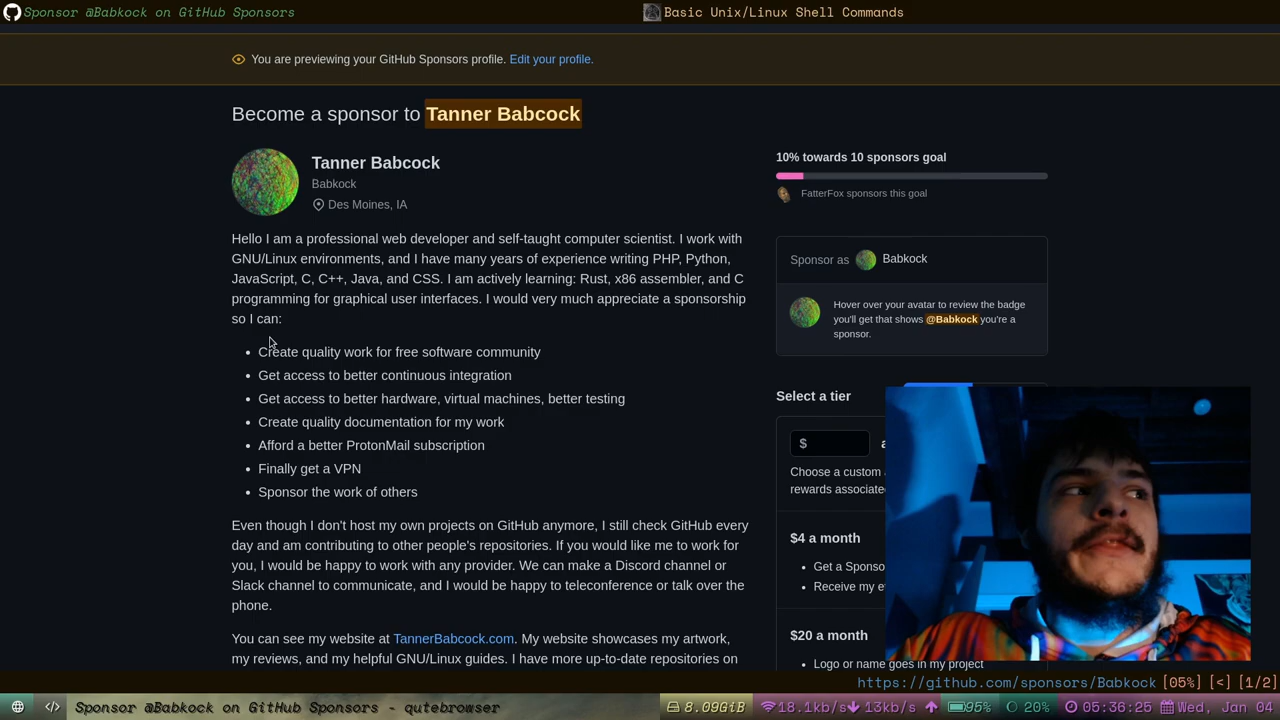 Sponsor @Babkock on GitHub Sponsors
Basic Unix/Linux Shell Commands
You are previewing your GitHub Sponsors profile. Edit your profile.
Become a sponsor to Tanner Babcock
Tanner Babcock
Babkock
Des Moines, IA
Hello I am a professional web developer and self-taught computer scientist. I work with
GNU/Linux environments, and I have many years of experience writing PHP, Python,
JavaScript, C, C++, Java, and CSS. I am actively learning: Rust, x86 assembler, and C
programming for graphical user interfaces. I would very much appreciate a sponsorship
so I can:
• Create quality work for free software community
• Get access to better continuous integration
• Get access to better hardware, virtual machines, better testing
• Create quality documentation for my work
• Afford a better ProtonMail subscription
• Finally get a VPN
• Sponsor the work of others
Even though I don't host my own projects on GitHub anymore, I still check GitHub every
day and am contributing to other people's repositories. If you would like me to work for
you, I would be happy to work with any provider. We can make a Discord channel or
Slack channel to communicate, and I would be happy to teleconference or talk over the
phone.
You can see my website at TannerBabcock.com. My website showcases my artwork,
my reviews, and my helpful GNU/Linux guides. I have more up-to-date repositories on
10% towards 10 sponsors goal
FatterFox sponsors this goal
Sponsor as Babkock
Hover over your avatar to review the badge
you'll get that shows @Babkock you're a
sponsor.
Select a tier
$
Choose a custom
rewards associate
$4 a month
• Get a Sponso
• Receive my e
$20 a month
• Logo or name goes in my project
https://github.com/sponsors/Babkock [05%] [<] [1/2]
Sponsor @Babkock on GitHub Sponsors - qutebrowser
8.09GiB
18.1kb/s
13kb/s
95%
20%
05:36:25
Wed, Jan 04